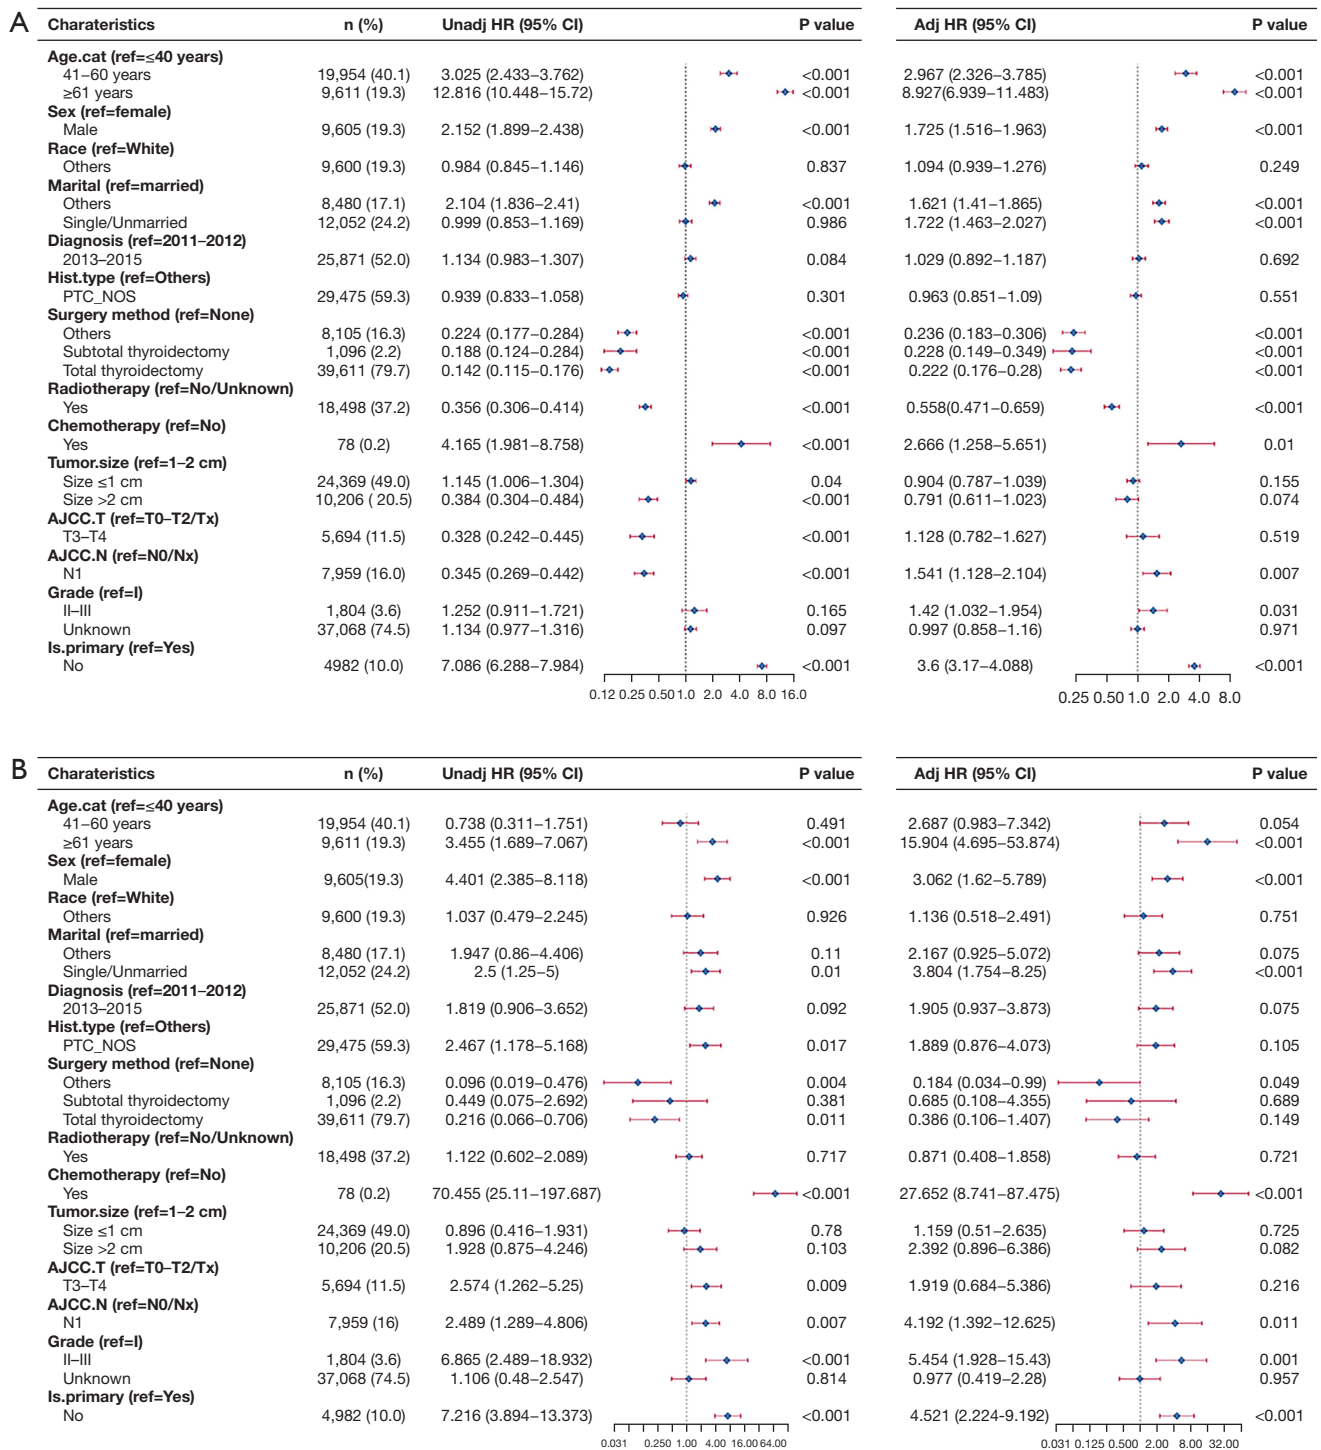 A
Charateristics n (%) Unadj HR (95% CI) P value Adj HR (95% CI) P value
Age.cat (ref=≤40 years)
41–60 years 19,954 (40.1) 3.025 (2.433–3.762) <0.001 2.967 (2.326–3.785) <0.001
≥61 years 9,611 (19.3) 12.816 (10.448–15.72) <0.001 8.927(6.939–11.483) <0.001
Sex (ref=female)
Male 9,605 (19.3) 2.152 (1.899–2.438) <0.001 1.725 (1.516–1.963) <0.001
Race (ref=White)
Others 9,600 (19.3) 0.984 (0.845–1.146) 0.837 1.094 (0.939–1.276) 0.249
Marital (ref=married)
Others 8,480 (17.1) 2.104 (1.836–2.41) <0.001 1.621 (1.41–1.865) <0.001
Single/Unmarried 12,052 (24.2) 0.999 (0.853–1.169) 0.986 1.722 (1.463–2.027) <0.001
Diagnosis (ref=2011–2012)
2013–2015 25,871 (52.0) 1.134 (0.983–1.307) 0.084 1.029 (0.892–1.187) 0.692
Hist.type (ref=Others)
PTC_NOS 29,475 (59.3) 0.939 (0.833–1.058) 0.301 0.963 (0.851–1.09) 0.551
Surgery method (ref=None)
Others 8,105 (16.3) 0.224 (0.177–0.284) <0.001 0.236 (0.183–0.306) <0.001
Subtotal thyroidectomy 1,096 (2.2) 0.188 (0.124–0.284) <0.001 0.228 (0.149–0.349) <0.001
Total thyroidectomy 39,611 (79.7) 0.142 (0.115–0.176) <0.001 0.222 (0.176–0.28) <0.001
Radiotherapy (ref=No/Unknown)
Yes 18,498 (37.2) 0.356 (0.306–0.414) <0.001 0.558(0.471–0.659) <0.001
Chemotherapy (ref=No)
Yes 78 (0.2) 4.165 (1.981–8.758) <0.001 2.666 (1.258–5.651) 0.01
Tumor.size (ref=1–2 cm)
Size ≤1 cm 24,369 (49.0) 1.145 (1.006–1.304) 0.04 0.904 (0.787–1.039) 0.155
Size >2 cm 10,206 ( 20.5) 0.384 (0.304–0.484) <0.001 0.791 (0.611–1.023) 0.074
AJCC.T (ref=T0–T2/Tx)
T3–T4 5,694 (11.5) 0.328 (0.242–0.445) <0.001 1.128 (0.782–1.627) 0.519
AJCC.N (ref=N0/Nx)
N1 7,959 (16.0) 0.345 (0.269–0.442) <0.001 1.541 (1.128–2.104) 0.007
Grade (ref=I)
II–III 1,804 (3.6) 1.252 (0.911–1.721) 0.165 1.42 (1.032–1.954) 0.031
Unknown 37,068 (74.5) 1.134 (0.977–1.316) 0.097 0.997 (0.858–1.16) 0.971
Is.primary (ref=Yes)
No 4982 (10.0) 7.086 (6.288–7.984) <0.001 3.6 (3.17–4.088) <0.001
0.12 0.25 0.50 1.0 2.0 4.0 8.0 16.0 0.25 0.50 1.0 2.0 4.0 8.0
B
Charateristics n (%) Unadj HR (95% CI) P value Adj HR (95% CI) P value
Age.cat (ref=≤40 years)
41–60 years 19,954 (40.1) 0.738 (0.311–1.751) 0.491 2.687 (0.983–7.342) 0.054
≥61 years 9,611 (19.3) 3.455 (1.689–7.067) <0.001 15.904 (4.695–53.874) <0.001
Sex (ref=female)
Male 9,605(19.3) 4.401 (2.385–8.118) <0.001 3.062 (1.62–5.789) <0.001
Race (ref=White)
Others 9,600 (19.3) 1.037 (0.479–2.245) 0.926 1.136 (0.518–2.491) 0.751
Marital (ref=married)
Others 8,480 (17.1) 1.947 (0.86–4.406) 0.11 2.167 (0.925–5.072) 0.075
Single/Unmarried 12,052 (24.2) 2.5 (1.25–5) 0.01 3.804 (1.754–8.25) <0.001
Diagnosis (ref=2011–2012)
2013–2015 25,871 (52.0) 1.819 (0.906–3.652) 0.092 1.905 (0.937–3.873) 0.075
Hist.type (ref=Others)
PTC_NOS 29,475 (59.3) 2.467 (1.178–5.168) 0.017 1.889 (0.876–4.073) 0.105
Surgery method (ref=None)
Others 8,105 (16.3) 0.096 (0.019–0.476) 0.004 0.184 (0.034–0.99) 0.049
Subtotal thyroidectomy 1,096 (2.2) 0.449 (0.075–2.692) 0.381 0.685 (0.108–4.355) 0.689
Total thyroidectomy 39,611 (79.7) 0.216 (0.066–0.706) 0.011 0.386 (0.106–1.407) 0.149
Radiotherapy (ref=No/Unknown)
Yes 18,498 (37.2) 1.122 (0.602–2.089) 0.717 0.871 (0.408–1.858) 0.721
Chemotherapy (ref=No)
Yes 78 (0.2) 70.455 (25.11–197.687) <0.001 27.652 (8.741–87.475) <0.001
Tumor.size (ref=1–2 cm)
Size ≤1 cm 24,369 (49.0) 0.896 (0.416–1.931) 0.78 1.159 (0.51–2.635) 0.725
Size >2 cm 10,206 (20.5) 1.928 (0.875–4.246) 0.103 2.392 (0.896–6.386) 0.082
AJCC.T (ref=T0–T2/Tx)
T3–T4 5,694 (11.5) 2.574 (1.262–5.25) 0.009 1.919 (0.684–5.386) 0.216
AJCC.N (ref=N0/Nx)
N1 7,959 (16) 2.489 (1.289–4.806) 0.007 4.192 (1.392–12.625) 0.011
Grade (ref=I)
II–III 1,804 (3.6) 6.865 (2.489–18.932) <0.001 5.454 (1.928–15.43) 0.001
Unknown 37,068 (74.5) 1.106 (0.48–2.547) 0.814 0.977 (0.419–2.28) 0.957
Is.primary (ref=Yes)
No 4,982 (10.0) 7.216 (3.894–13.373) <0.001 4.521 (2.224–9.192) <0.001
0.031 0.250 1.00 4.00 16.00 64.00 0.031 0.125 0.500 2.00 8.00 32.00